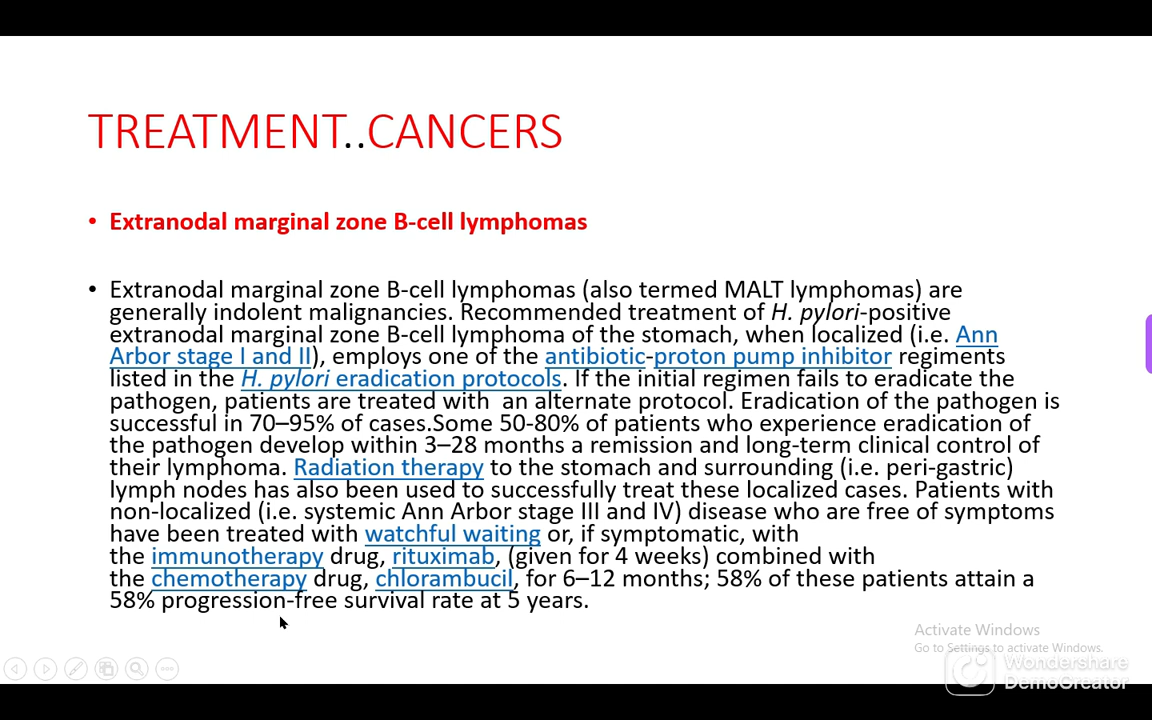 TREATMENT..CANCERS
• Extranodal marginal zone B-cell lymphomas
• Extranodal marginal zone B-cell lymphomas (also termed MALT lymphomas) are
generally indolent malignancies. Recommended treatment of H. pylori-positive
extranodal marginal zone B-cell lymphoma of the stomach, when localized (i.e. Ann
Arbor stage I and II), employs one of the antibiotic-proton pump inhibitor regiments
listed in the H. pylori eradication protocols. If the initial regimen fails to eradicate the
pathogen, patients are treated with an alternate protocol. Eradication of the pathogen is
successful in 70–95% of cases.Some 50-80% of patients who experience eradication of
the pathogen develop within 3–28 months a remission and long-term clinical control of
their lymphoma. Radiation therapy to the stomach and surrounding (i.e. peri-gastric)
lymph nodes has also been used to successfully treat these localized cases. Patients with
non-localized (i.e. systemic Ann Arbor stage III and IV) disease who are free of symptoms
have been treated with watchful waiting or, if symptomatic, with
the immunotherapy drug, rituximab, (given for 4 weeks) combined with
the chemotherapy drug, chlorambucil, for 6–12 months; 58% of these patients attain a
58% progression-free survival rate at 5 years.
Activate Windows
Go to Settings to activate Windows.
Wondershare
DemoCreator